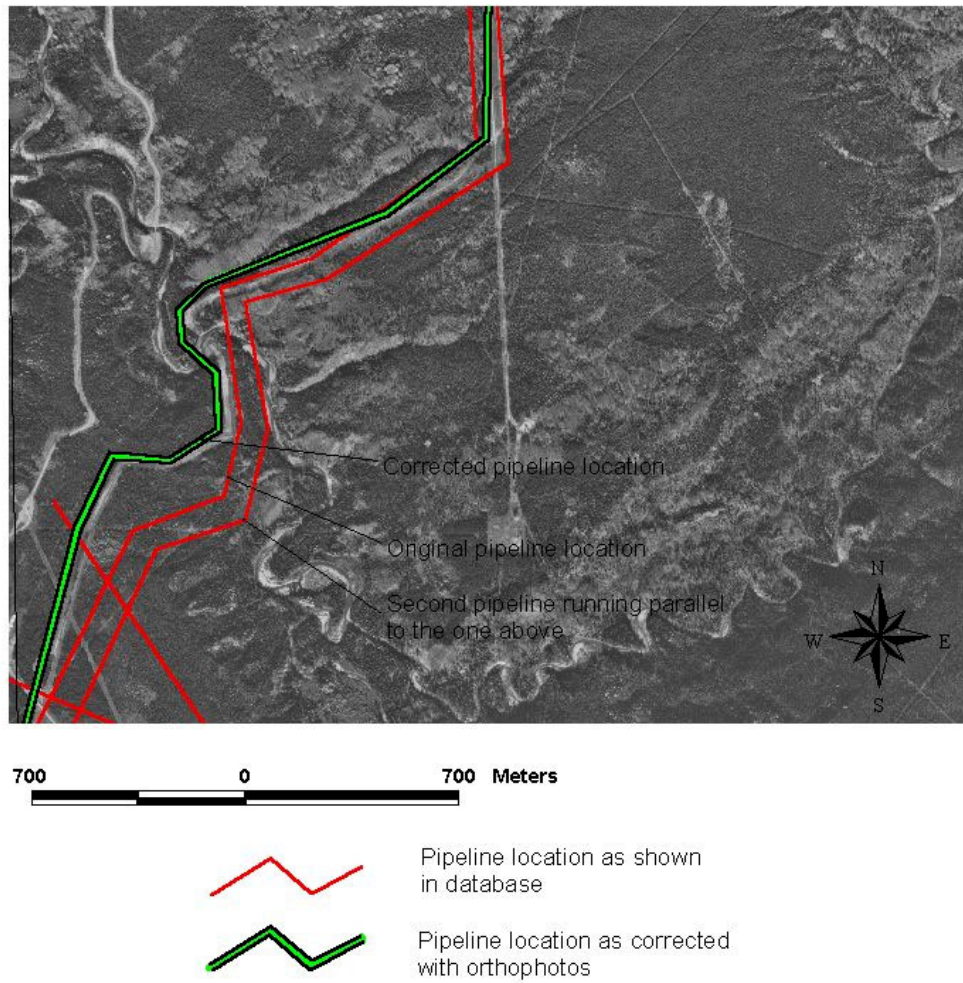 Corrected pipeline location
Original pipeline location
Second pipeline running parallel
to the one above
N
W E
S
700 0 700 Meters
Pipeline location as shown
in database
Pipeline location as corrected
with orthophotos